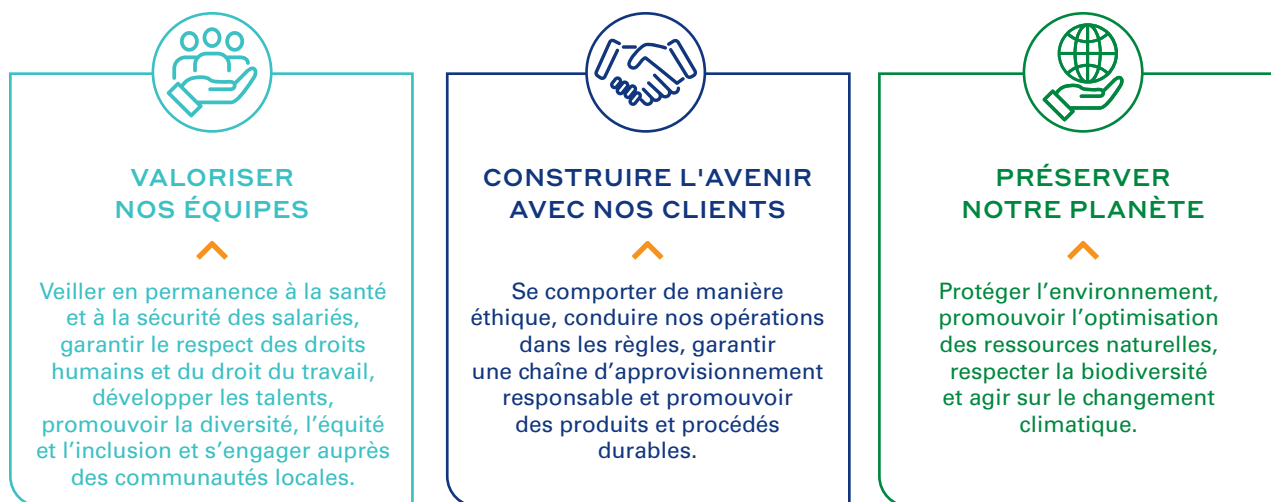 VALORISER
NOS ÉQUIPES
Veiller en permanence à la santé
et à la sécurité des salariés,
garantir le respect des droits
humains et du droit du travail,
développer les talents,
promouvoir la diversité, l’équité
et l’inclusion et s’engager auprès
des communautés locales.
CONSTRUIRE L'AVENIR
AVEC NOS CLIENTS
Se comporter de manière
éthique, conduire nos opérations
dans les règles, garantir
une chaîne d’approvisionnement
responsable et promouvoir
des produits et procédés
durables.
PRÉSERVER
NOTRE PLANÈTE
Protéger l’environnement,
promouvoir l’optimisation
des ressources naturelles,
respecter la biodiversité
et agir sur le changement
climatique.